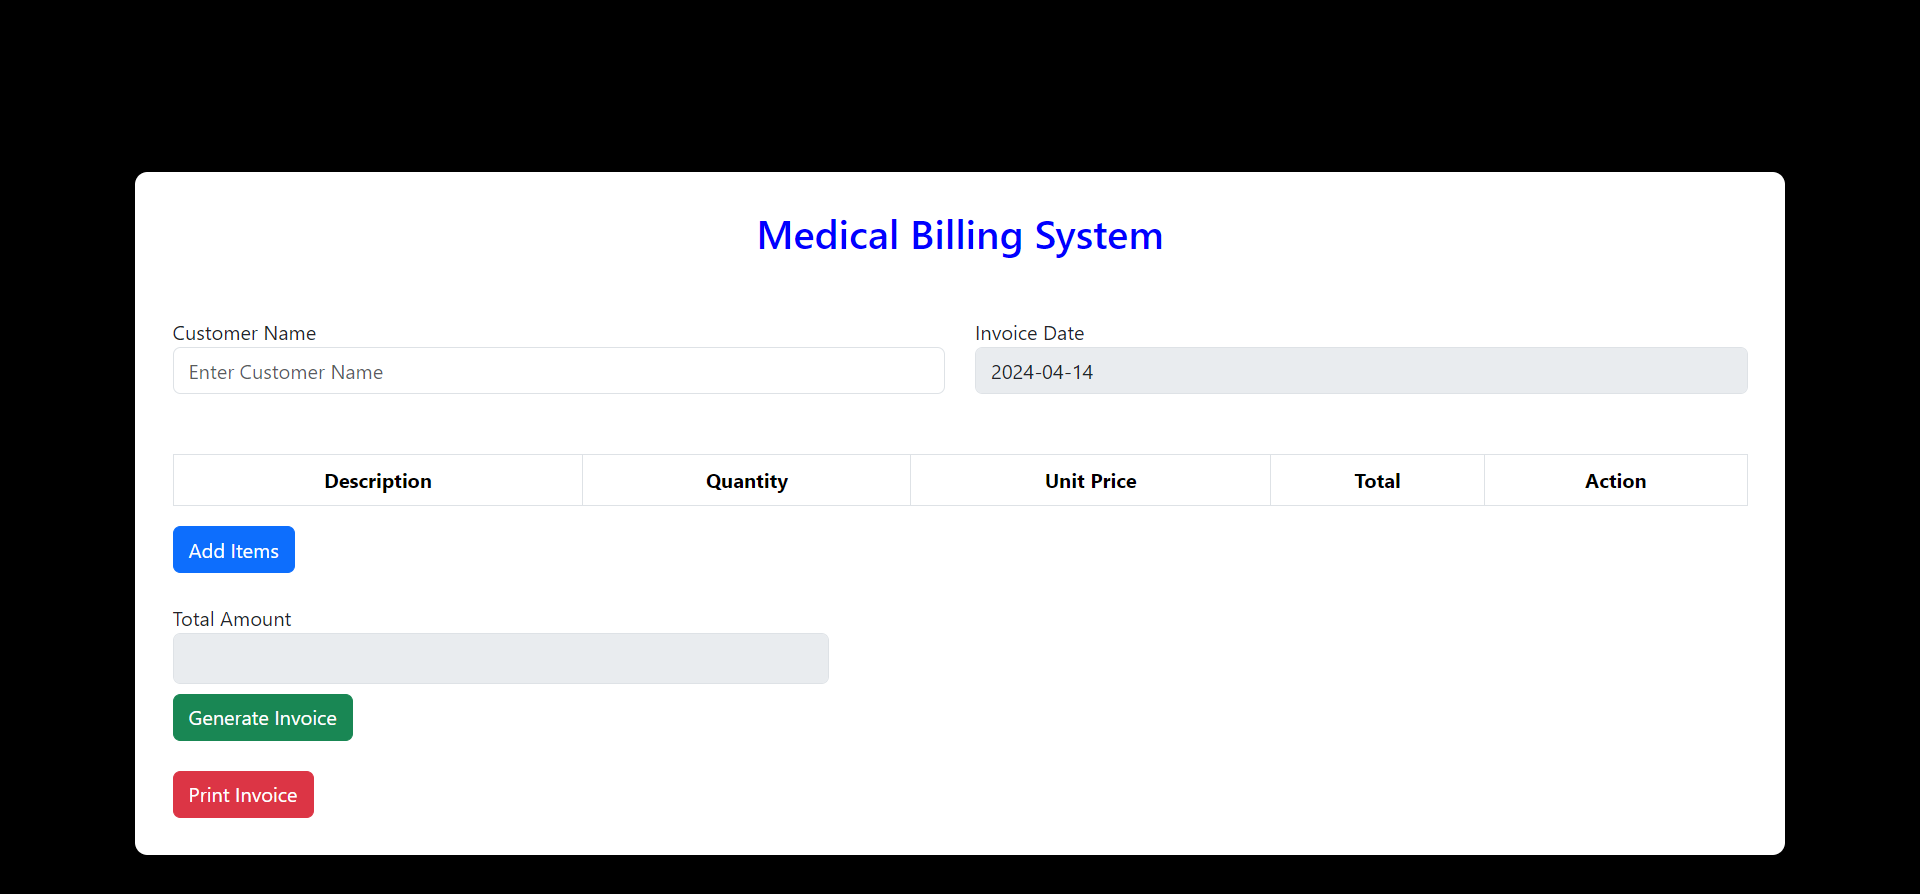 Medical Billing System
Customer Name
Invoice Date
Enter Customer Name
2024-04-14
Description Quantity Unit Price Total Action
Add Items
Total Amount
Generate Invoice
Print Invoice